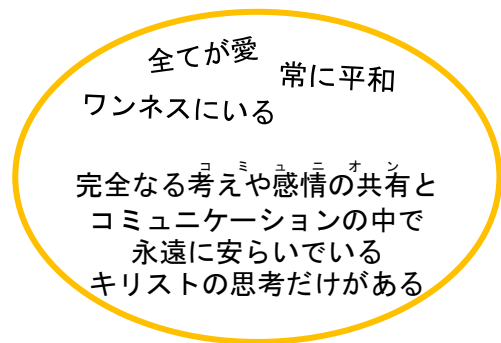 全てが愛
常に平和
ワンネスにいる
コミュニオン
完全なる考えや感情の共有と
コミュニケーションの中で
永遠に安らいでいる
キリストの思考だけがある